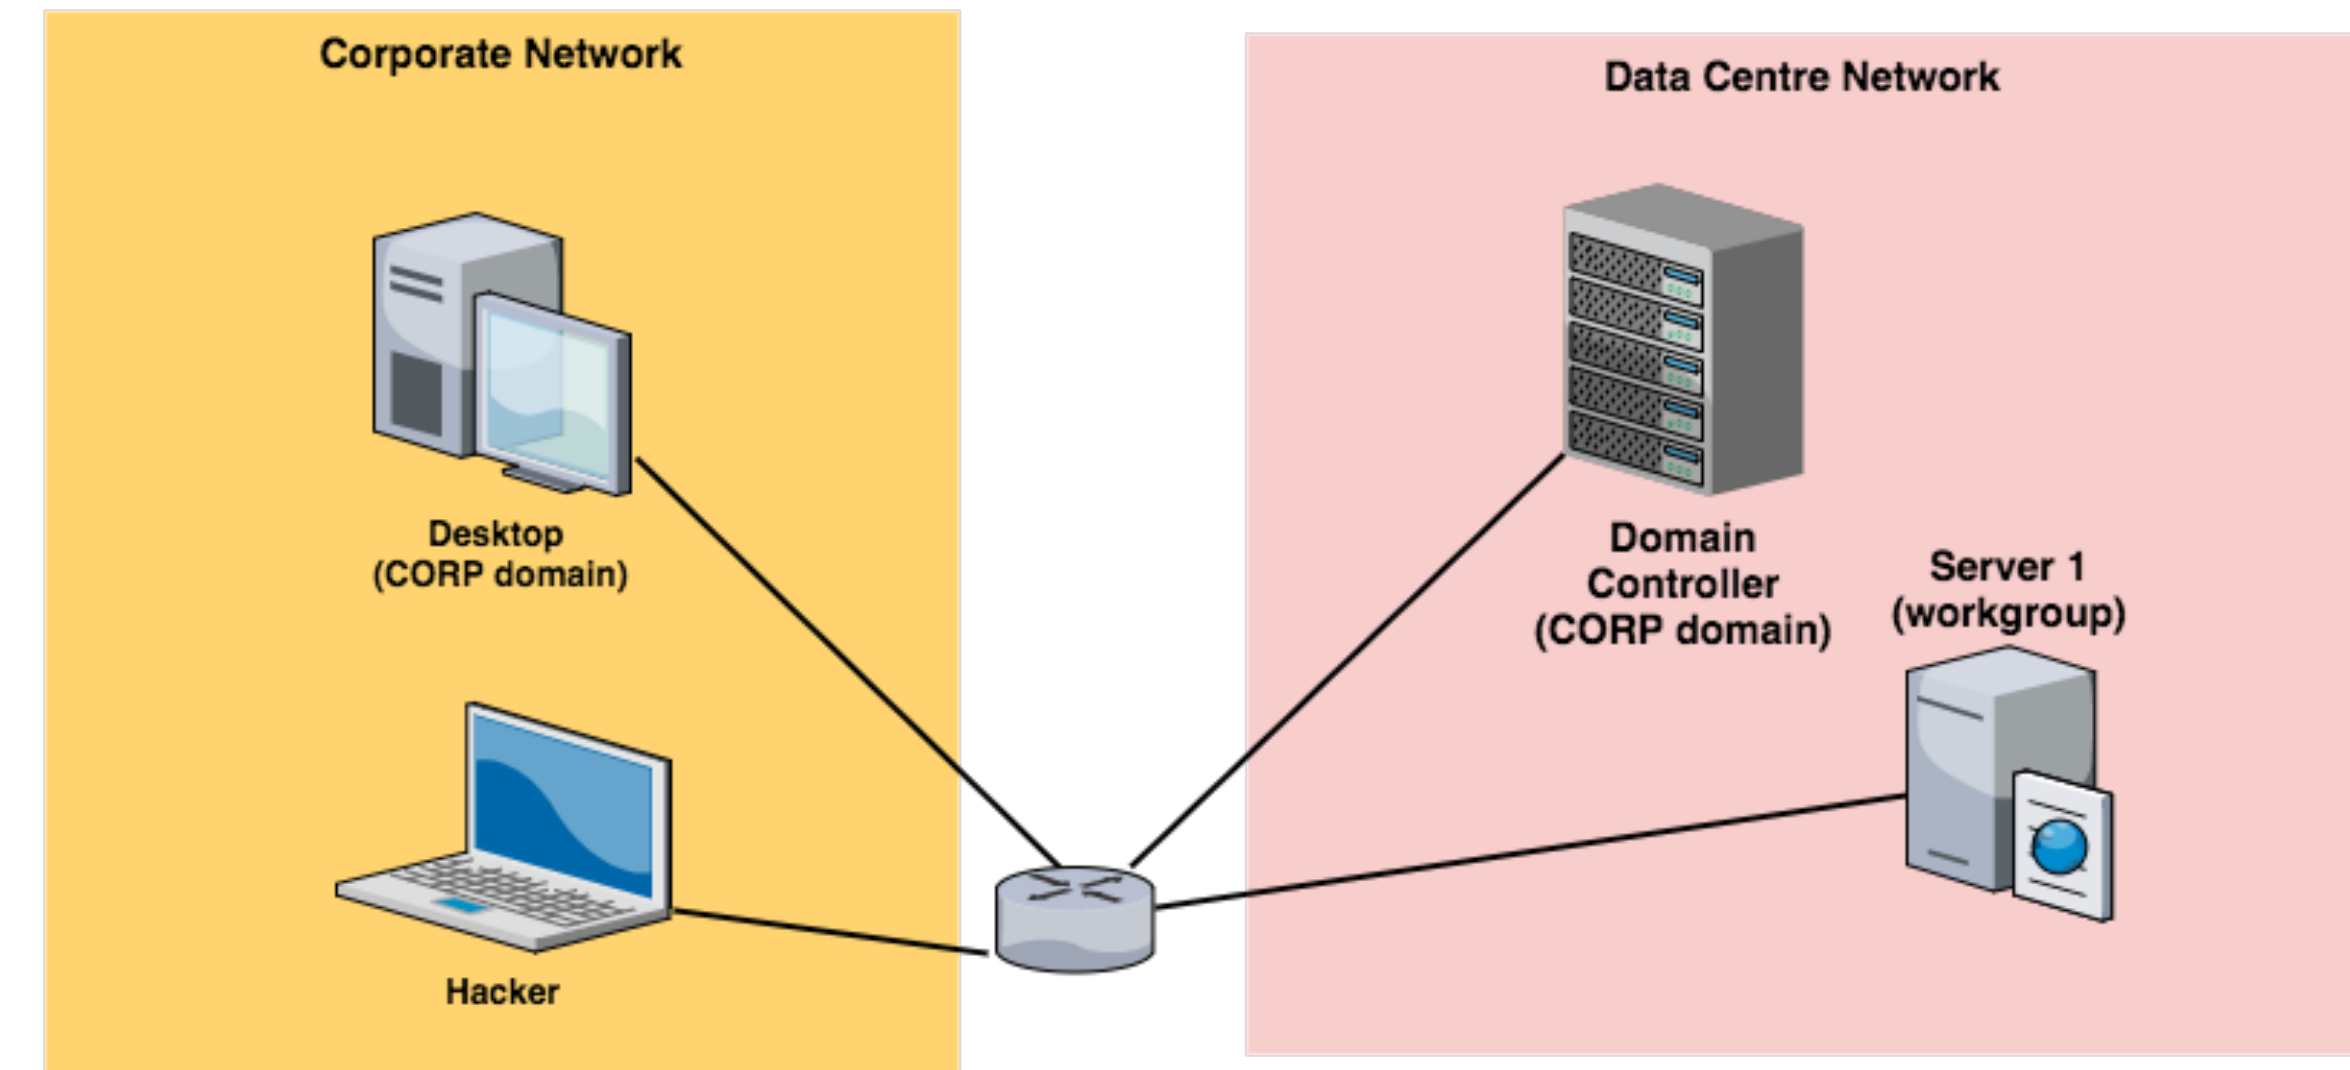 Corporate Network
Data Centre Network
Desktop
(CORP domain)
Domain
Controller
(CORP domain)
Server 1
(workgroup)
Hacker